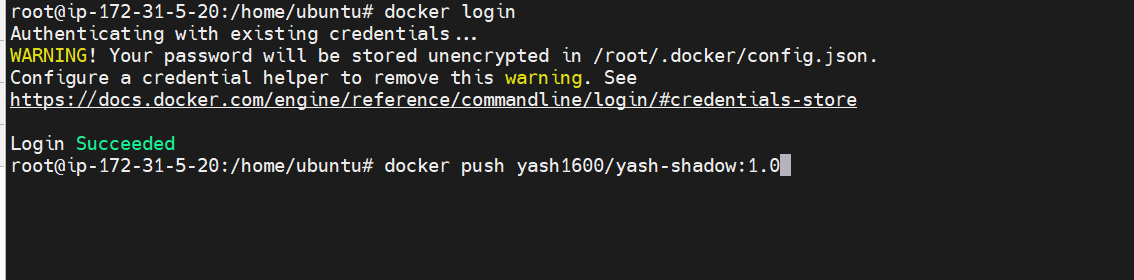 root@ip-172-31-5-20:/home/ubuntu# docker login
Authenticating with existing credentials...
WARNING! Your password will be stored unencrypted in /root/.docker/config.json.
Configure a credential helper to remove this warning. See
https://docs.docker.com/engine/reference/commandline/login/#credentials-store
Login Succeeded
root@ip-172-31-5-20:/home/ubuntu# docker push yash1600/yash-shadow:1.0